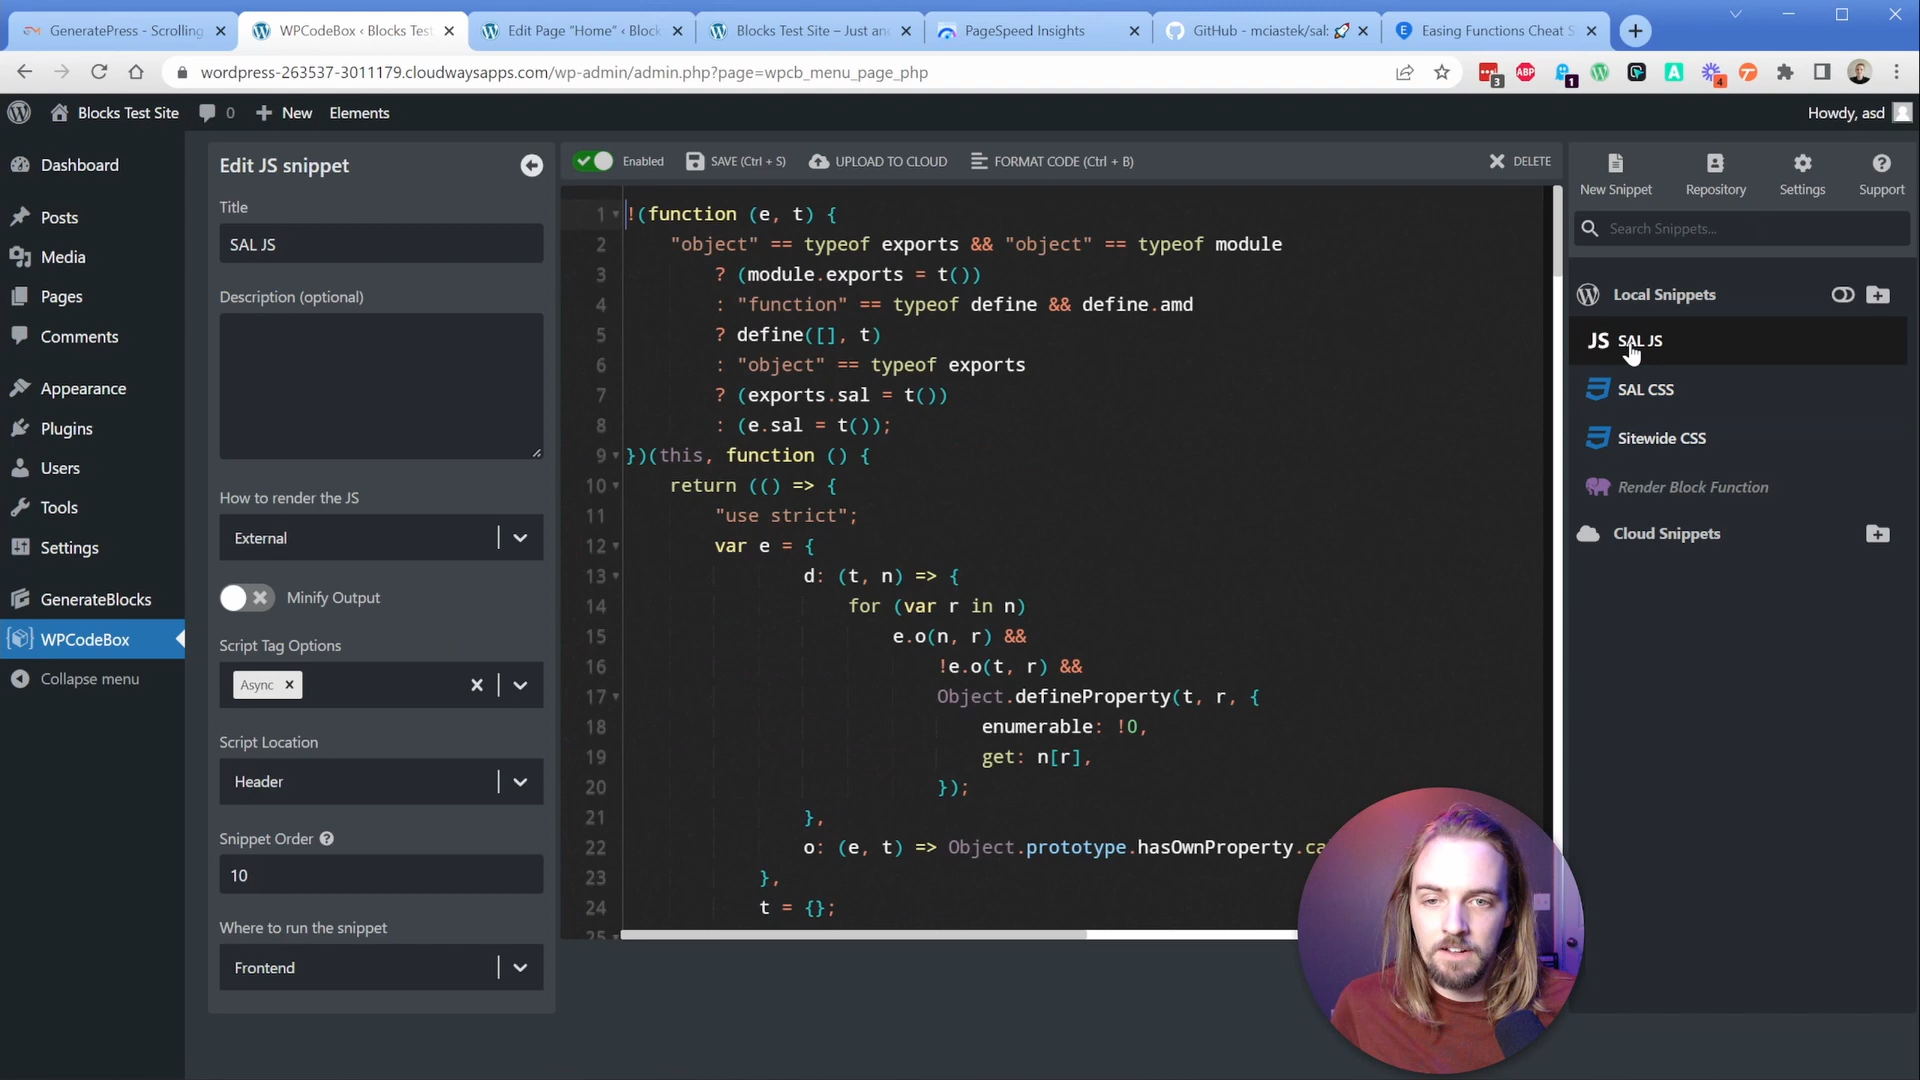 GeneratePress - Scrolling
WPCodeBox ‹ Blocks Test
Edit Page "Home" ‹ Block
Blocks Test Site – Just an
PageSpeed Insights
GitHub - mciastek/sal: 🚀
Easing Functions Cheat S
wordpress-263537-3011179.cloudwaysapps.com/wp-admin/admin.php?page=wpcb_menu_page_php
3
ABP
1
A
4
Blocks Test Site
0
New
Elements
Howdy, asd
Dashboard
Posts
Media
Pages
Comments
Appearance
Plugins
Users
Tools
Settings
GenerateBlocks
WPCodeBox
Collapse menu
Edit JS snippet
Title
SAL JS
Description (optional)
How to render the JS
External
Minify Output
Script Tag Options
Async
Script Location
Header
Snippet Order
10
Where to run the snippet
Frontend
Enabled
SAVE (Ctrl + S)
UPLOAD TO CLOUD
FORMAT CODE (Ctrl + B)
DELETE
1 !(function (e, t) {
2 "object" == typeof exports && "object" == typeof module
3 ? (module.exports = t())
4 : "function" == typeof define && define.amd
5 ? define([], t)
6 : "object" == typeof exports
7 ? (exports.sal = t())
8 : (e.sal = t());
9 })(this, function () {
10 return (() => {
11 "use strict";
12 var e = {
13 d: (t, n) => {
14 for (var r in n)
15 e.o(n, r) &&
16 !e.o(t, r) &&
17 Object.defineProperty(t, r, {
18 enumerable: !0,
19 get: n[r],
20 });
21 },
22 o: (e, t) => Object.prototype.hasOwnProperty.ca
23 },
24 t = {};
25
New Snippet
Repository
Settings
Support
Search Snippets...
Local Snippets
JS SAL JS
SAL CSS
Sitewide CSS
Render Block Function
Cloud Snippets